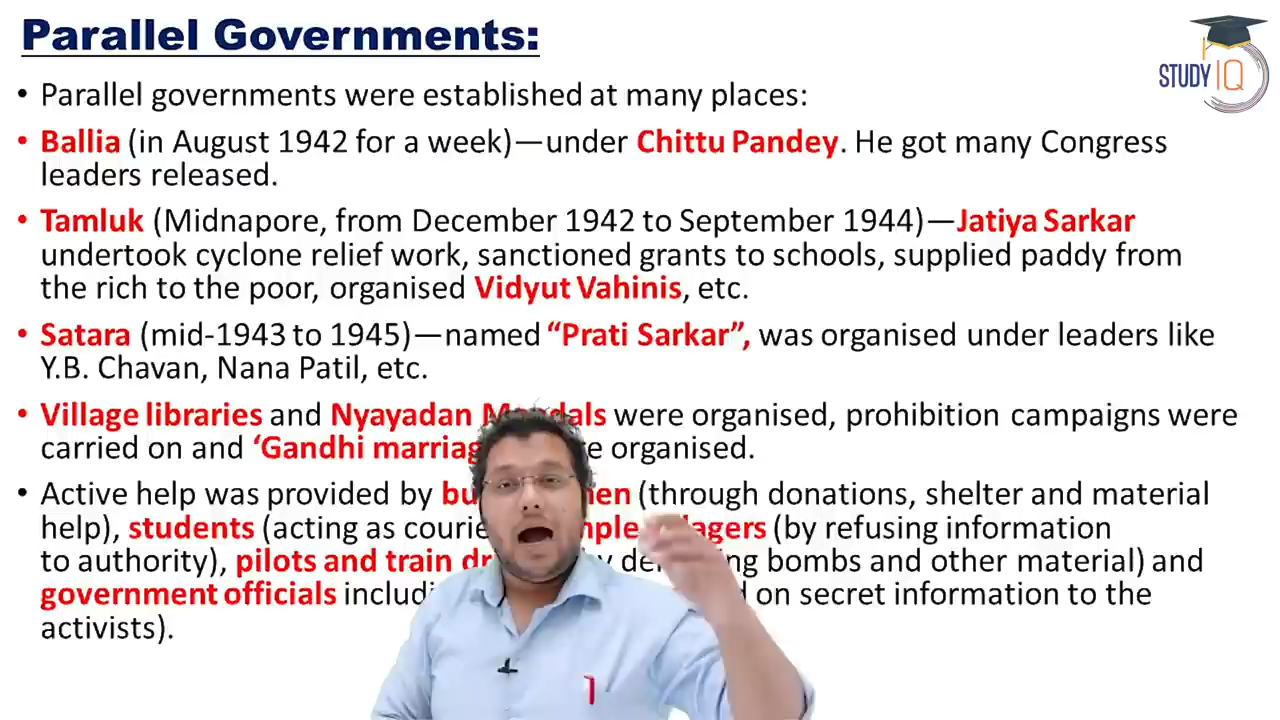 Parallel Governments:
STUDY IQ
• Parallel governments were established at many places:
• Ballia (in August 1942 for a week)—under Chittu Pandey. He got many Congress
leaders released.
• Tamluk (Midnapore, from December 1942 to September 1944)—Jatiya Sarkar
undertook cyclone relief work, sanctioned grants to schools, supplied paddy from
the rich to the poor, organised Vidyut Vahinis, etc.
• Satara (mid-1943 to 1945)—named “Prati Sarkar”, was organised under leaders like
Y.B. Chavan, Nana Patil, etc.
• Village libraries and Nyayadan were organised, prohibition campaigns were
carried on and ‘Gandhi organised.
• Active help was provided by (through donations, shelter and material
help), students (acting as (by refusing information
to authority), pilots and train bombs and other material) and
government officials on secret information to the
activists).